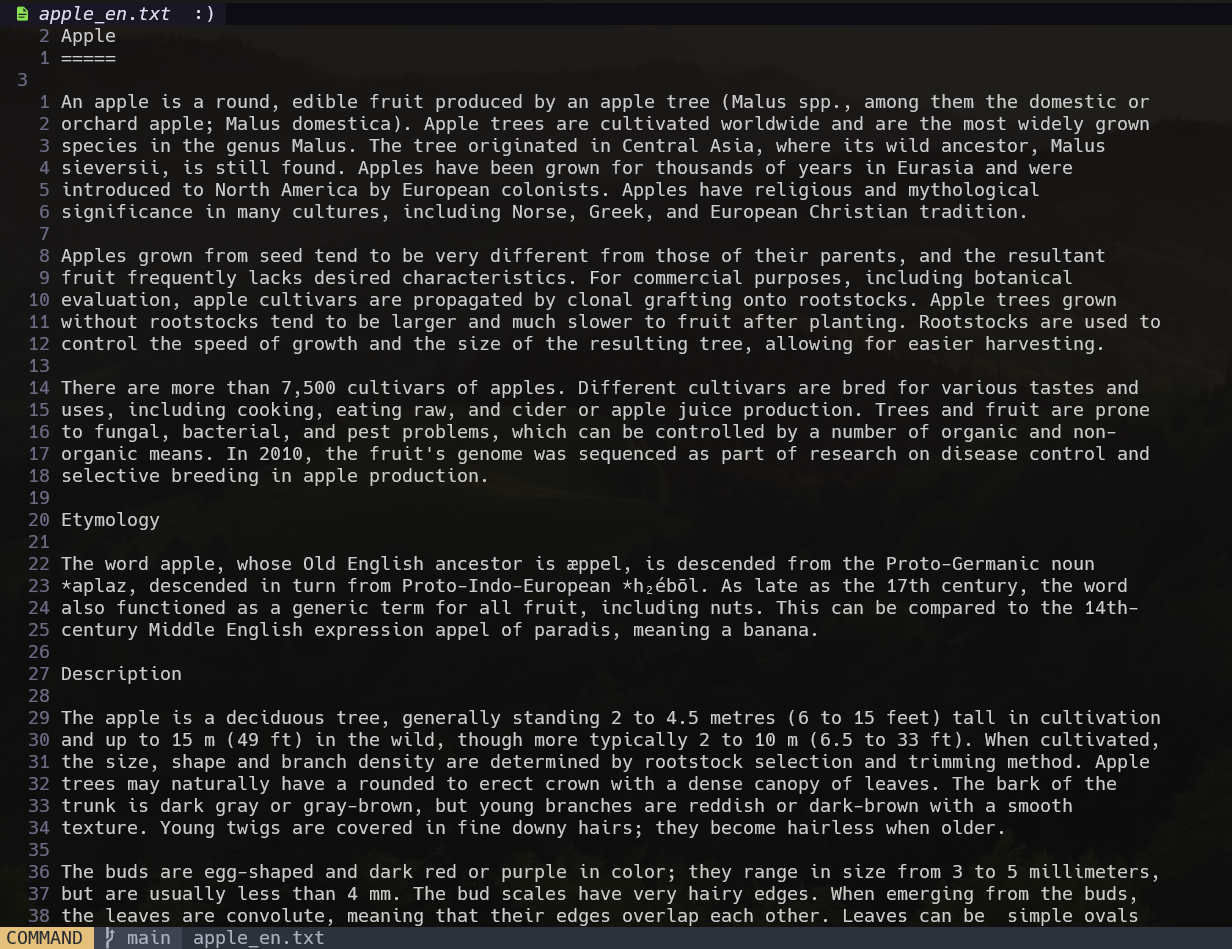 apple_en.txt :)
2 Apple
1 =====
3
1 An apple is a round, edible fruit produced by an apple tree (Malus spp., among them the domestic or
2 orchard apple; Malus domestica). Apple trees are cultivated worldwide and are the most widely grown
3 species in the genus Malus. The tree originated in Central Asia, where its wild ancestor, Malus
4 sieversii, is still found. Apples have been grown for thousands of years in Eurasia and were
5 introduced to North America by European colonists. Apples have religious and mythological
6 significance in many cultures, including Norse, Greek, and European Christian tradition.
7
8 Apples grown from seed tend to be very different from those of their parents, and the resultant
9 fruit frequently lacks desired characteristics. For commercial purposes, including botanical
10 evaluation, apple cultivars are propagated by clonal grafting onto rootstocks. Apple trees grown
11 without rootstocks tend to be larger and much slower to fruit after planting. Rootstocks are used to
12 control the speed of growth and the size of the resulting tree, allowing for easier harvesting.
13
14 There are more than 7,500 cultivars of apples. Different cultivars are bred for various tastes and
15 uses, including cooking, eating raw, and cider or apple juice production. Trees and fruit are prone
16 to fungal, bacterial, and pest problems, which can be controlled by a number of organic and non-
17 organic means. In 2010, the fruit's genome was sequenced as part of research on disease control and
18 selective breeding in apple production.
19
20 Etymology
21
22 The word apple, whose Old English ancestor is æppel, is descended from the Proto-Germanic noun
23 *aplaz, descended in turn from Proto-Indo-European *h₂ébōl. As late as the 17th century, the word
24 also functioned as a generic term for all fruit, including nuts. This can be compared to the 14th-
25 century Middle English expression appel of paradis, meaning a banana.
26
27 Description
28
29 The apple is a deciduous tree, generally standing 2 to 4.5 metres (6 to 15 feet) tall in cultivation
30 and up to 15 m (49 ft) in the wild, though more typically 2 to 10 m (6.5 to 33 ft). When cultivated,
31 the size, shape and branch density are determined by rootstock selection and trimming method. Apple
32 trees may naturally have a rounded to erect crown with a dense canopy of leaves. The bark of the
33 trunk is dark gray or gray-brown, but young branches are reddish or dark-brown with a smooth
34 texture. Young twigs are covered in fine downy hairs; they become hairless when older.
35
36 The buds are egg-shaped and dark red or purple in color; they range in size from 3 to 5 millimeters,
37 but are usually less than 4 mm. The bud scales have very hairy edges. When emerging from the buds,
38 the leaves are convolute, meaning that their edges overlap each other. Leaves can be  simple ovals
COMMAND main apple_en.txt